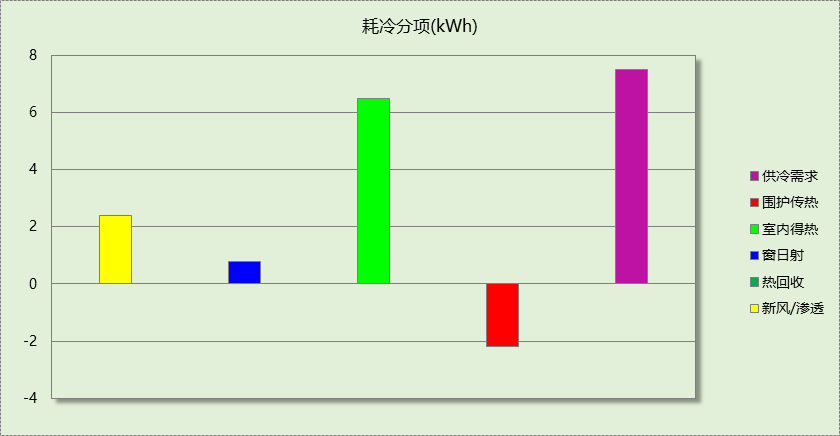 耗冷分项(kWh)
8
6
4
2
0
-2
-4
供冷需求
围护传热
室内得热
窗日射
热回收
新风/渗透